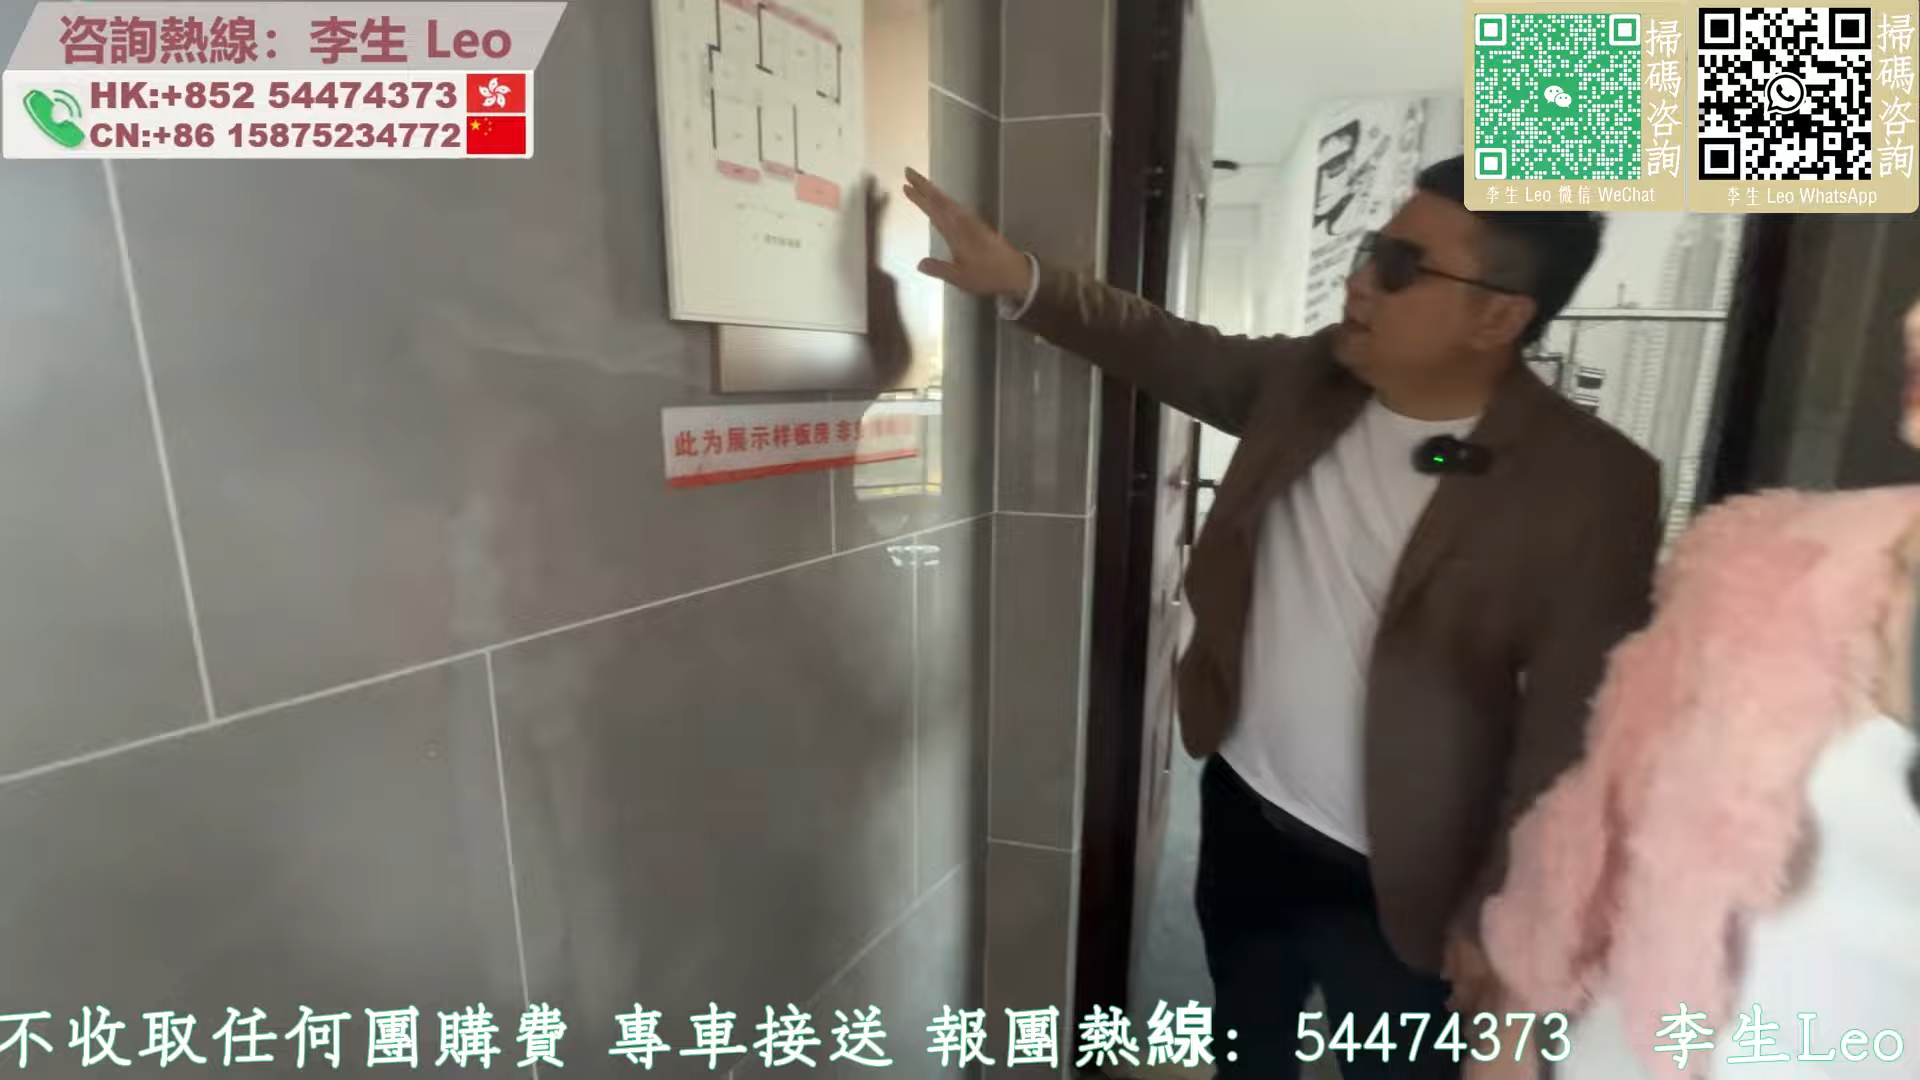 咨詢熱線：李生 Leo
HK:+852 54474373
CN:+86 15875234772
掃碼咨詢
李生 Leo 微信 WeChat
掃碼咨詢
李生 Leo WhatsApp
此为展示样板房 非
不收取任何團購費 專車接送 報團熱線：54474373 李生Leo